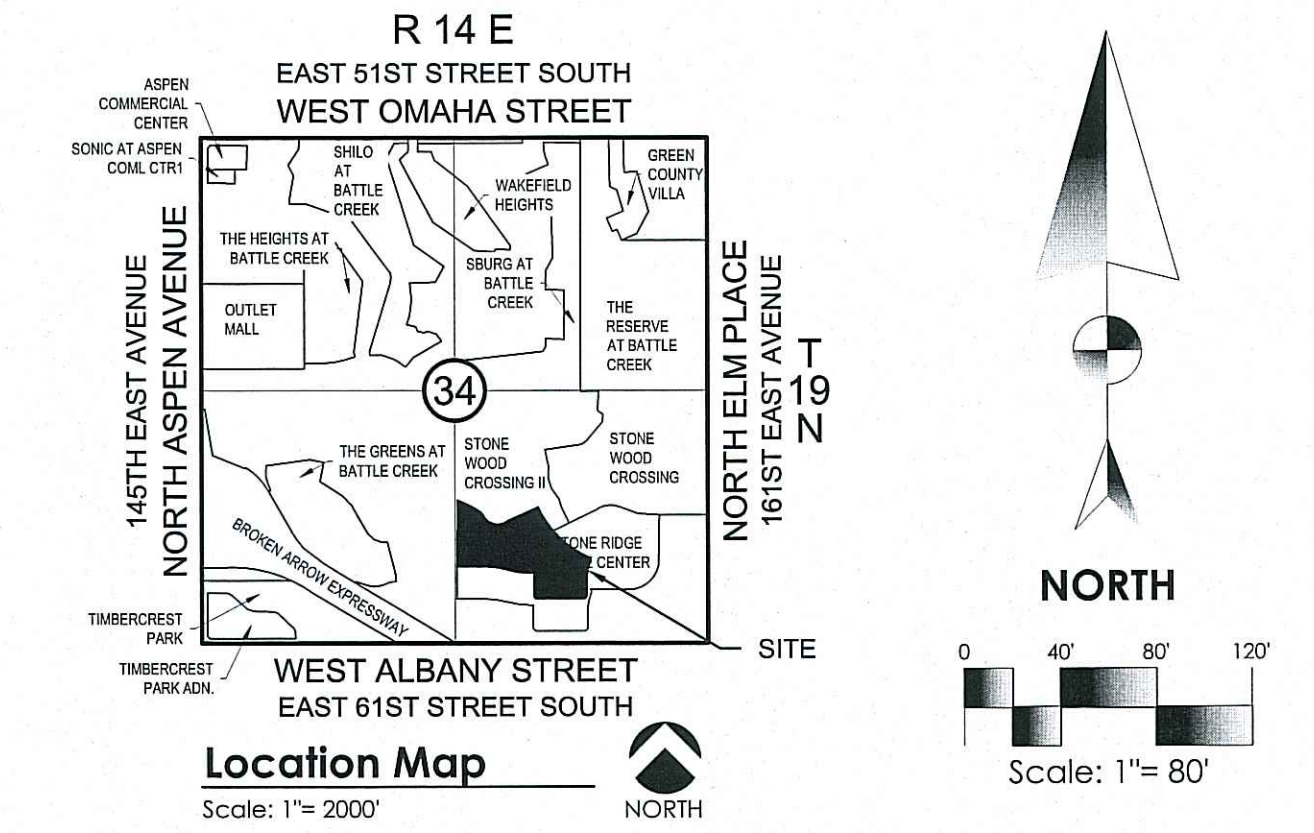 R 14 E
EAST 51ST STREET SOUTH
WEST OMAHA STREET
ASPEN
COMMERCIAL
CENTER
SONIC AT ASPEN
COML CTR1
SHILO
AT
BATTLE
CREEK
WAKEFIELD
HEIGHTS
GREEN
COUNTY
VILLA
THE HEIGHTS AT
BATTLE CREEK
SBURG AT
BATTLE
CREEK
OUTLET
MALL
THE
RESERVE
AT BATTLE
CREEK
145TH EAST AVENUE
NORTH ASPEN AVENUE
NORTH ELM PLACE
161ST EAST AVENUE
T
19
N
34
THE GREENS AT
BATTLE CREEK
STONE
WOOD
CROSSING II
STONE
WOOD
CROSSING
BROKEN ARROW EXPRESSWAY
TONE RIDGE
CENTER
TIMBERCREST
PARK
TIMBERCREST
PARK ADN.
SITE
WEST ALBANY STREET
EAST 61ST STREET SOUTH
Location Map
Scale: 1"= 2000'
NORTH
NORTH
0 40' 80' 120'
Scale: 1"= 80'